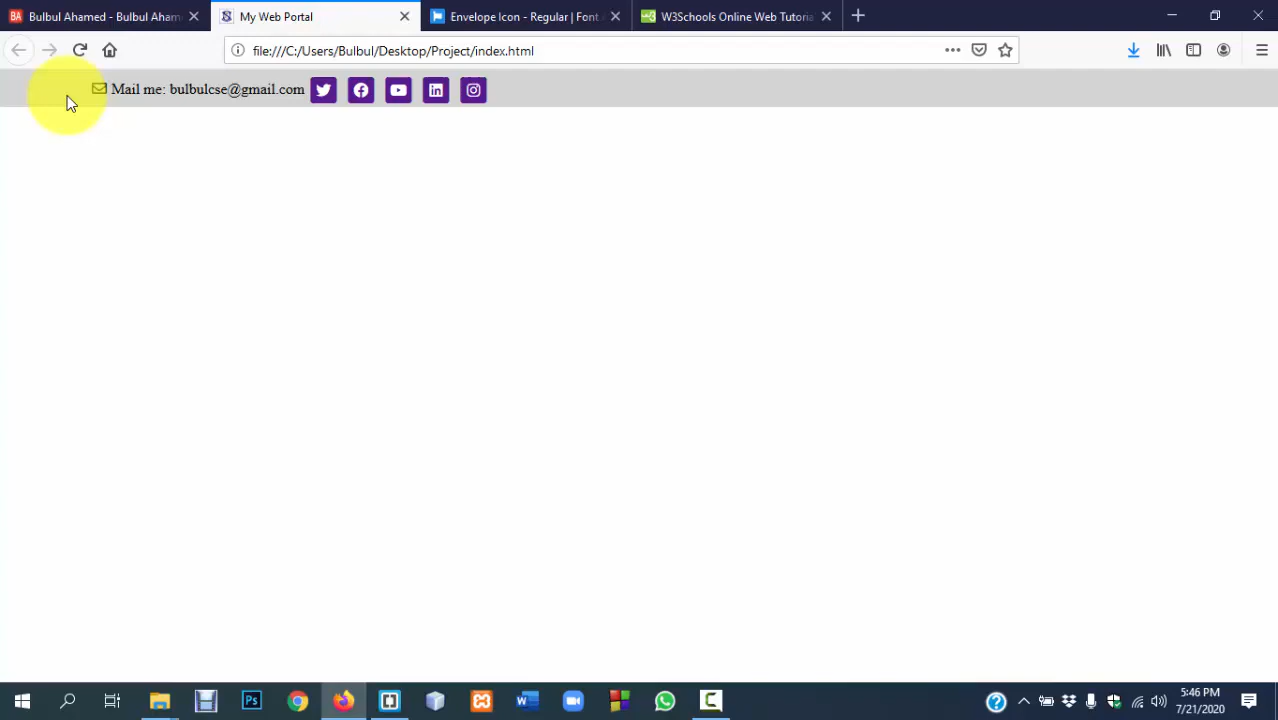 Bulbul Ahamed - Bulbul Aham
My Web Portal
Envelope Icon - Regular | Font A
W3Schools Online Web Tutoria
file:///C:/Users/Bulbul/Desktop/Project/index.html
Mail me: bulbulcse@gmail.com
5:46 PM
7/21/2020